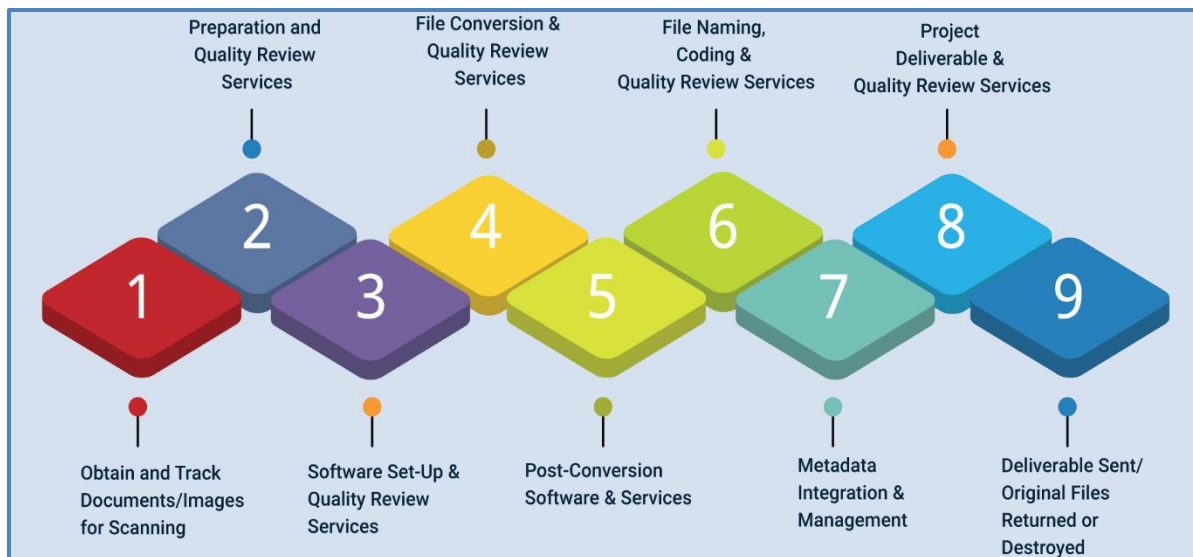 Preparation and
Quality Review
Services
File Conversion &
Quality Review
Services
File Naming,
Coding &
Quality Review Services
Project
Deliverable &
Quality Review Services
1
2
3
4
5
6
7
8
9
Obtain and Track
Documents/Images
for Scanning
Software Set-Up &
Quality Review
Services
Post-Conversion
Software & Services
Metadata
Integration &
Management
Deliverable Sent/
Original Files
Returned or
Destroyed